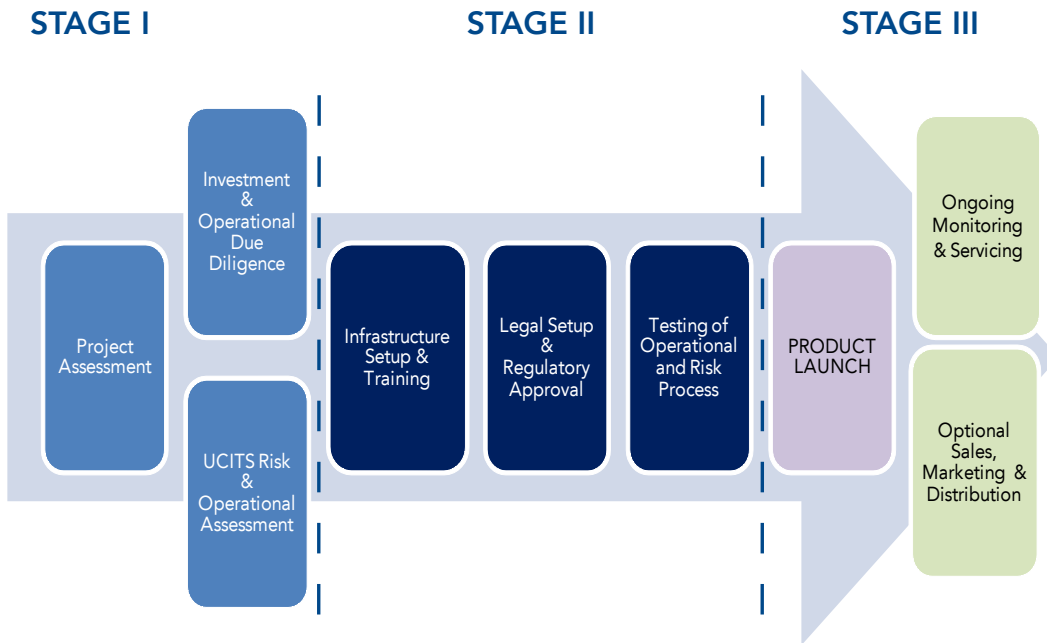 STAGE I
STAGE II
STAGE III
Project
Assessment
Investment
&
Operational
Due
Diligence
UCITS Risk
&
Operational
Assessment
Infrastructure
Setup &
Training
Legal Setup
&
Regulatory
Approval
Testing of
Operational
and Risk
Process
PRODUCT
LAUNCH
Ongoing
Monitoring
& Servicing
Optional
Sales,
Marketing &
Distribution